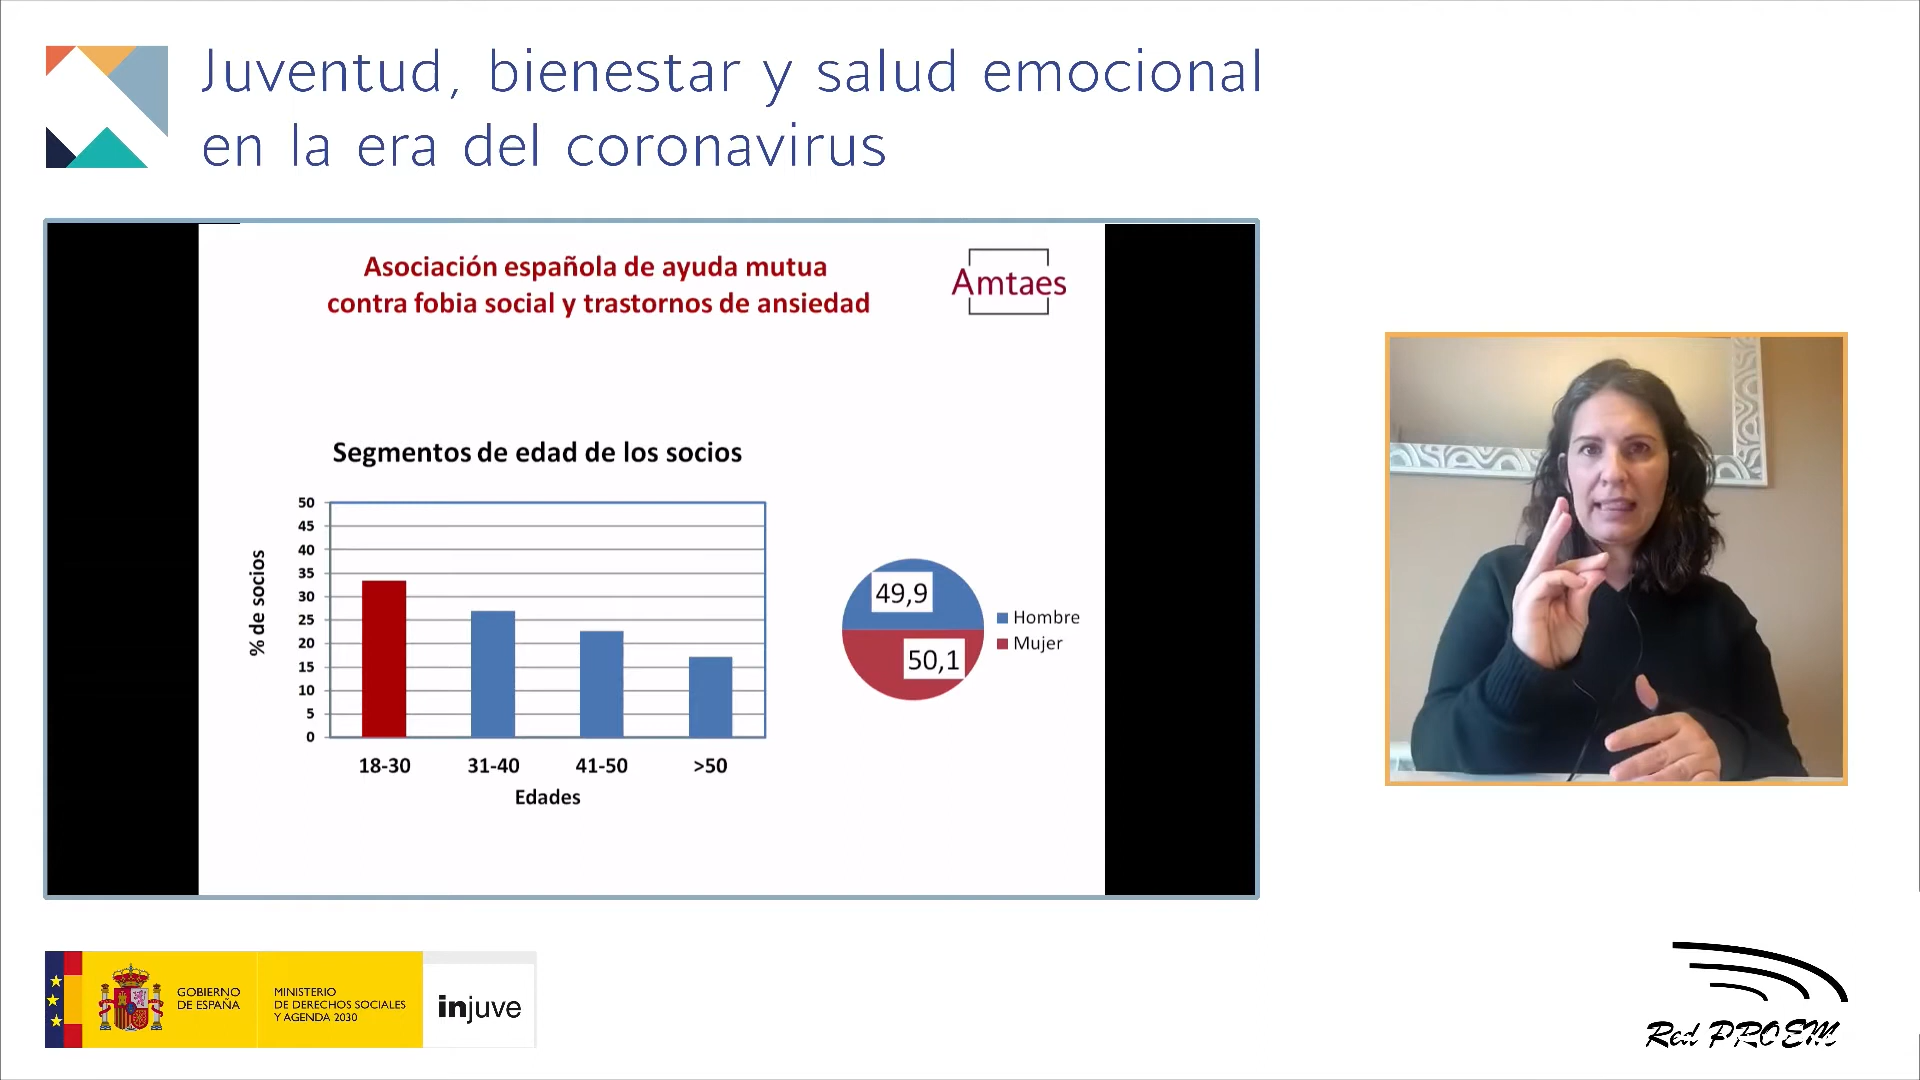 Juventud, bienestar y salud emocional
en la era del coronavirus
Asociación española de ayuda mutua
contra fobia social y trastornos de ansiedad
Amtaes
Segmentos de edad de los socios
50
45
40
35
30
25
20
15
10
5
0
% de socios
18-30 31-40 41-50 >50
Edades
49,9
50,1
Hombre
Mujer
GOBIERNO
DE ESPAÑA
MINISTERIO
DE DERECHOS SOCIALES
Y AGENDA 2030
injuve
Red PROEM